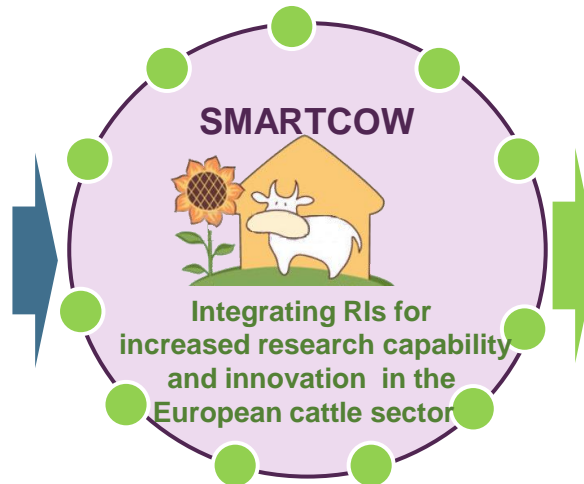 SMARTCOW
Integrating RIs for
increased research capability
and innovation in the
European cattle sector